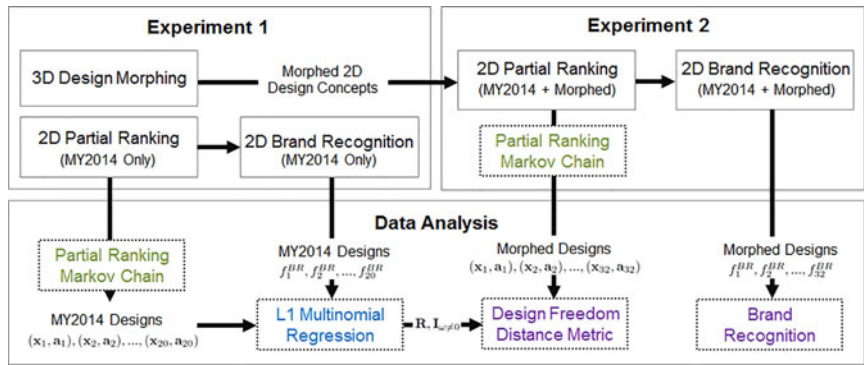 Experiment 1
3D Design Morphing
Morphed 2D
Design Concepts
2D Partial Ranking
(MY2014 Only)
2D Brand Recognition
(MY2014 Only)
Experiment 2
2D Partial Ranking
(MY2014 + Morphed)
2D Brand Recognition
(MY2014 + Morphed)
Partial Ranking
Markov Chain
Data Analysis
Partial Ranking
Markov Chain
MY2014 Designs
(x₁, a₁), (x₂, a₂), ..., (x₂₀, a₂₀)
MY2014 Designs
f₁ᴮᴿ, f₂ᴮᴿ, ..., f₂₀ᴮᴿ
L1 Multinomial
Regression
R, I_{ω≠0}
Morphed Designs
(x₁, a₁), (x₂, a₂), ..., (x₃₂, a₃₂)
Design Freedom
Distance Metric
Morphed Designs
f₁ᴮᴿ, f₂ᴮᴿ, ..., f₃₂ᴮᴿ
Brand
Recognition